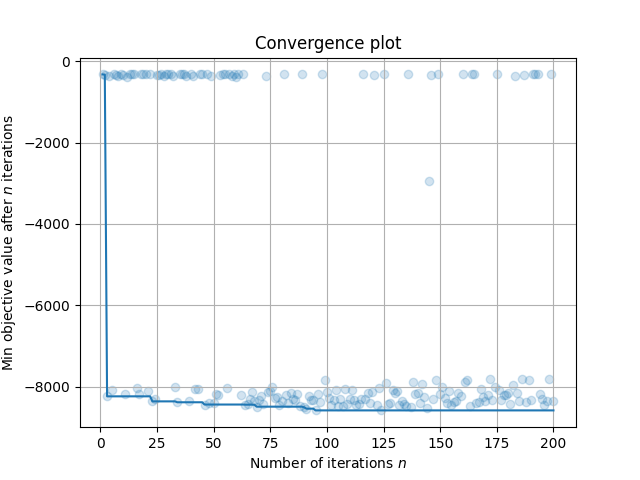 Convergence plot
Min objective value after n iterations
0
−2000
−4000
−6000
−8000
0 25 50 75 100 125 150 175 200
Number of iterations n